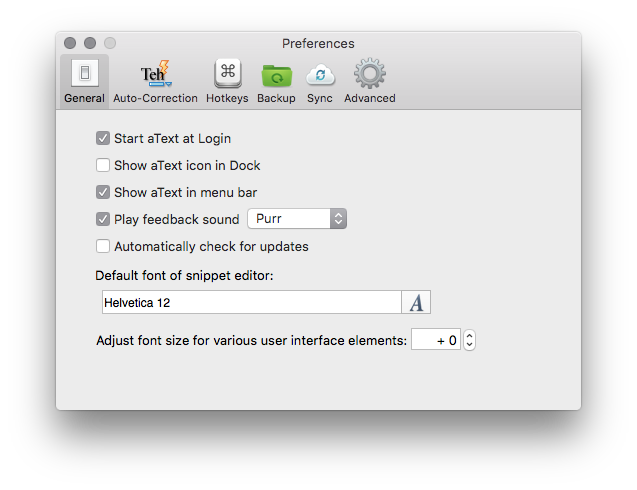 Preferences
Teh
General Auto-Correction Hotkeys Backup Sync Advanced
Start aText at Login
Show aText icon in Dock
Show aText in menu bar
Play feedback sound Purr
Automatically check for updates
Default font of snippet editor:
Helvetica 12 A
Adjust font size for various user interface elements: + 0